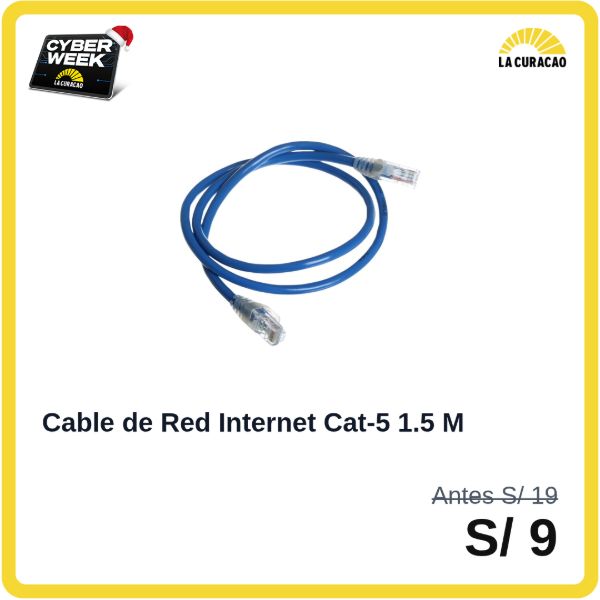 CYBER
WEEK
LA CURACAO
LA CURACAO
Cable de Red Internet Cat-5 1.5 M
Antes S/ 19
S/ 9